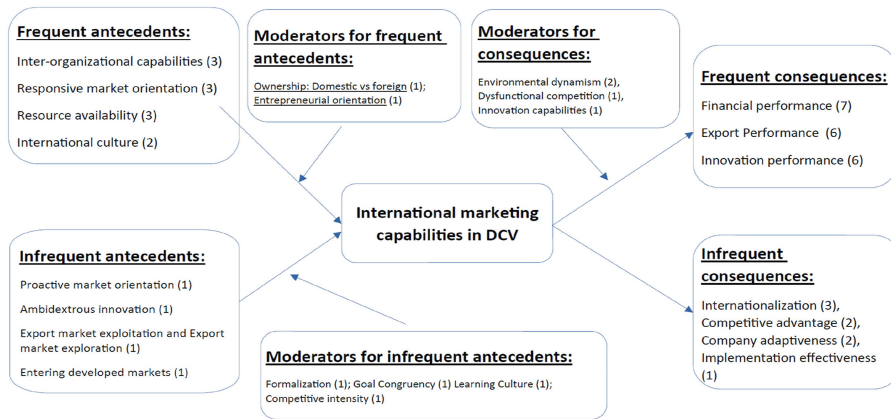 Frequent antecedents:
Inter-organizational capabilities (3)
Responsive market orientation (3)
Resource availability (3)
International culture (2)
Moderators for frequent
antecedents:
Ownership: Domestic vs foreign (1);
Entrepreneurial orientation (1)
Moderators for
consequences:
Environmental dynamism (2),
Dysfunctional competition (1),
Innovation capabilities (1)
Frequent consequences:
Financial performance (7)
Export Performance (6)
Innovation performance (6)
International marketing
capabilities in DCV
Infrequent antecedents:
Proactive market orientation (1)
Ambidextrous innovation (1)
Export market exploitation and Export
market exploration (1)
Entering developed markets (1)
Moderators for infrequent antecedents:
Formalization (1); Goal Congruency (1) Learning Culture (1);
Competitive intensity (1)
Infrequent
consequences:
Internationalization (3),
Competitive advantage (2),
Company adaptiveness (2),
Implementation effectiveness
(1)